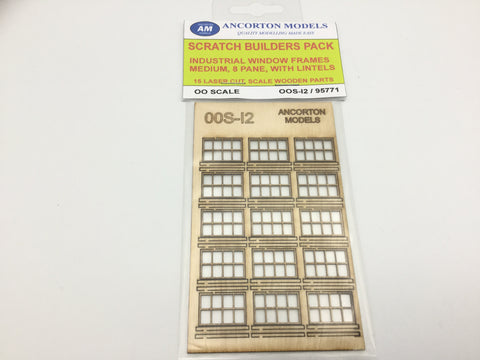 AM
ANCORTON MODELS
QUALITY MODELLING MADE EASY
SCRATCH BUILDERS PACK
INDUSTRIAL WINDOW FRAMES
MEDIUM, 8 PANE, WITH LINTELS
15 LASER CUT, SCALE WOODEN PARTS
OO SCALE OOS-I2 / 95771
OOS-I2
ANCORTON
MODELS